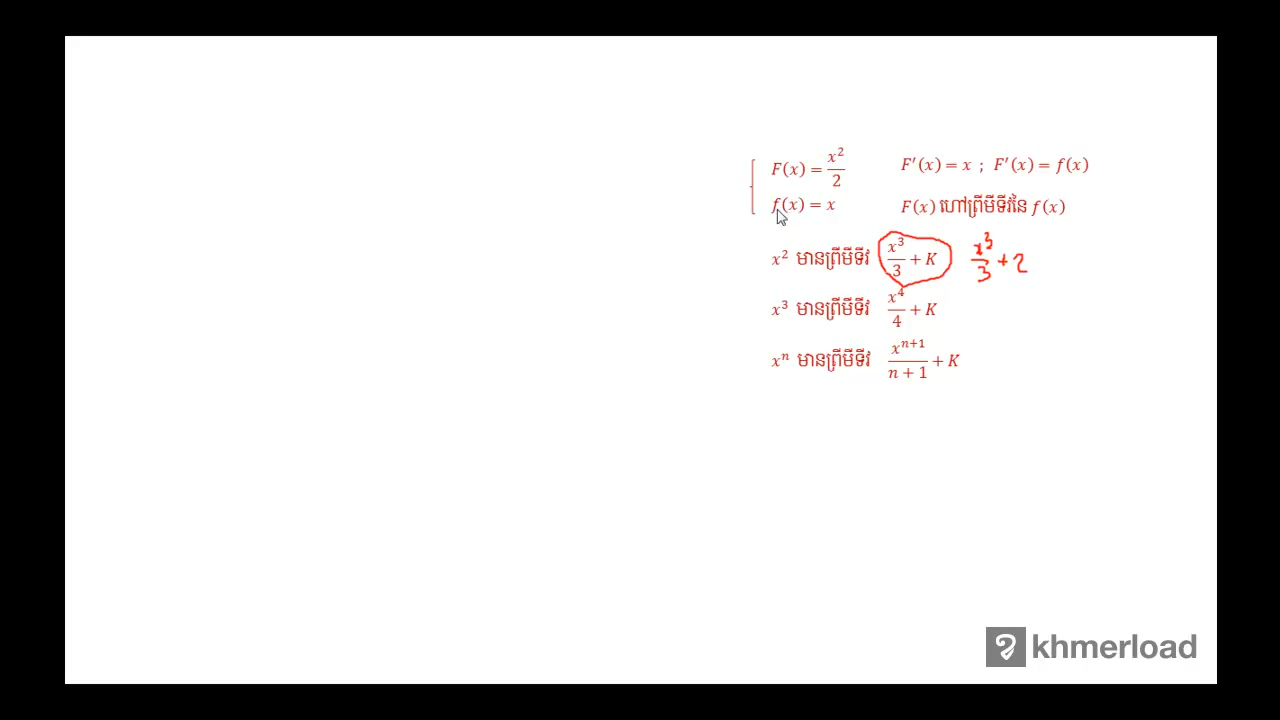 F(x) = x²/2 F′(x) = x ; F′(x) = f(x)
f(x) = x F(x) ហៅព្រីមីទីវនៃ f(x)
x² មានព្រីមីទីវ x³/3 + K x³/3 + 2
x³ មានព្រីមីទីវ x⁴/4 + K
xⁿ មានព្រីមីទីវ xⁿ⁺¹/n + 1 + K
khmerload